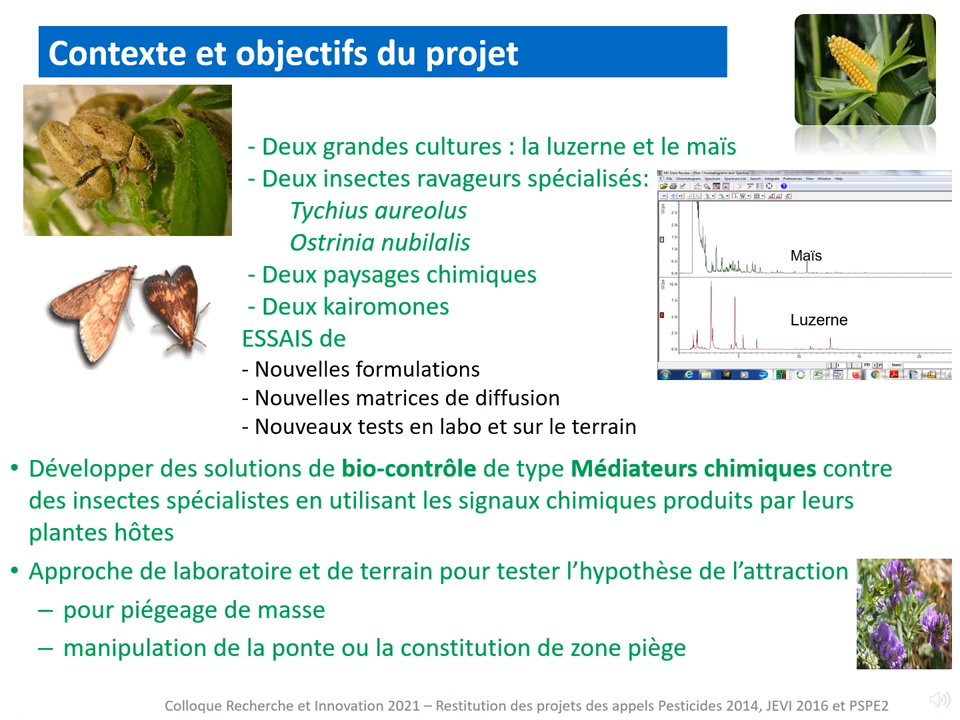 Contexte et objectifs du projet
- Deux grandes cultures : la luzerne et le maïs
- Deux insectes ravageurs spécialisés:
Tychius aureolus
Ostrinia nubilalis
- Deux paysages chimiques
- Deux kairomones
ESSAIS de
- Nouvelles formulations
- Nouvelles matrices de diffusion
- Nouveaux tests en labo et sur le terrain
Maïs
Luzerne
• Développer des solutions de bio-contrôle de type Médiateurs chimiques contre
des insectes spécialistes en utilisant les signaux chimiques produits par leurs
plantes hôtes
• Approche de laboratoire et de terrain pour tester l’hypothèse de l’attraction
– pour piégeage de masse
– manipulation de la ponte ou la constitution de zone piège
Colloque Recherche et Innovation 2021 – Restitution des projets des appels Pesticides 2014, JEVI 2016 et PSPE2